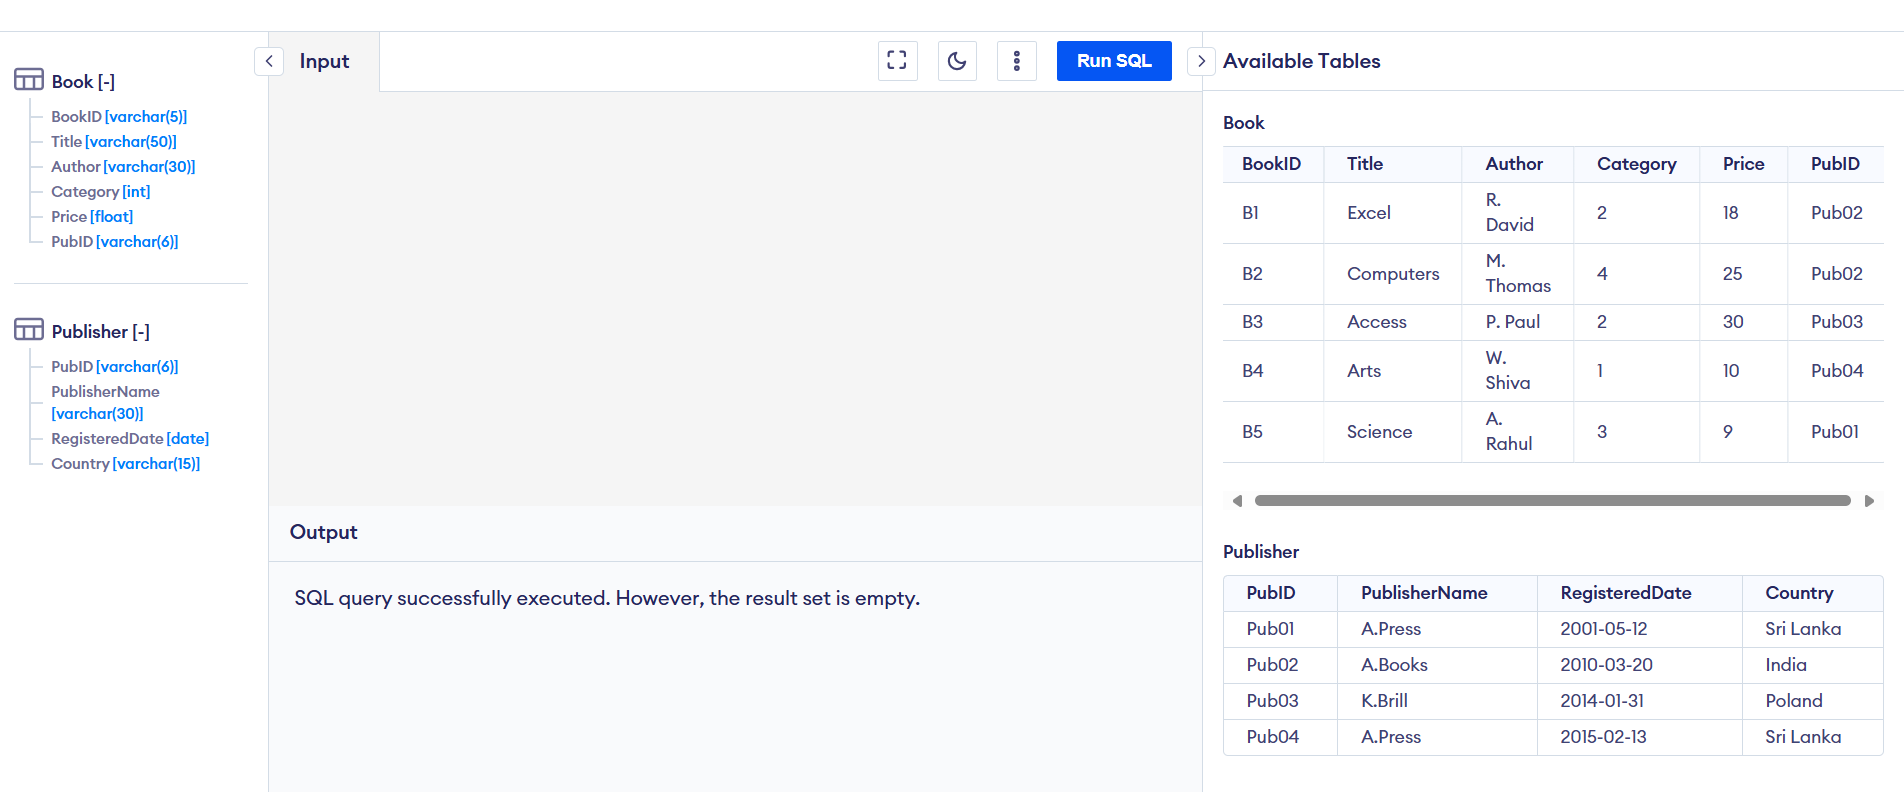 Book [-]
BookID [varchar(5)]
Title [varchar(50)]
Author [varchar(30)]
Category [int]
Price [float]
PubID [varchar(6)]
Publisher [-]
PubID [varchar(6)]
PublisherName
[varchar(30)]
RegisteredDate [date]
Country [varchar(15)]
Input
Run SQL
Output
SQL query successfully executed. However, the result set is empty.
Available Tables
Book
BookID Title Author Category Price PubID
B1 Excel R. David 2 18 Pub02
B2 Computers M. Thomas 4 25 Pub02
B3 Access P. Paul 2 30 Pub03
B4 Arts W. Shiva 1 10 Pub04
B5 Science A. Rahul 3 9 Pub01
Publisher
PubID PublisherName RegisteredDate Country
Pub01 A.Press 2001-05-12 Sri Lanka
Pub02 A.Books 2010-03-20 India
Pub03 K.Brill 2014-01-31 Poland
Pub04 A.Press 2015-02-13 Sri Lanka